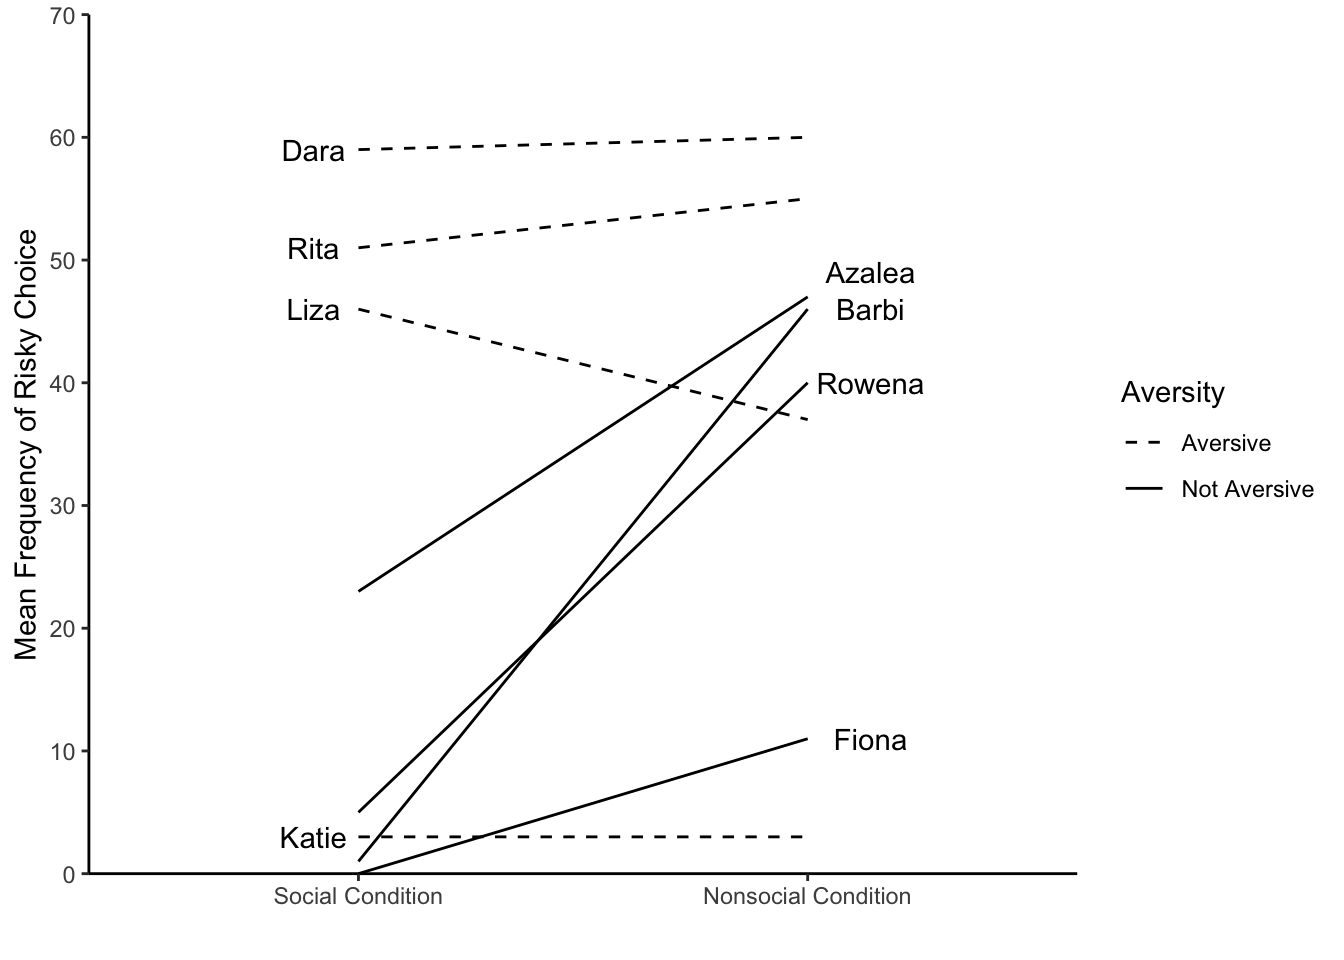 Mean Frequency of Risky Choice
70
60
50
40
30
20
10
0
Dara
Rita
Liza
Katie
Azalea
Barbi
Rowena
Fiona
Social Condition
Nonsocial Condition
Aversity
Aversive
Not Aversive